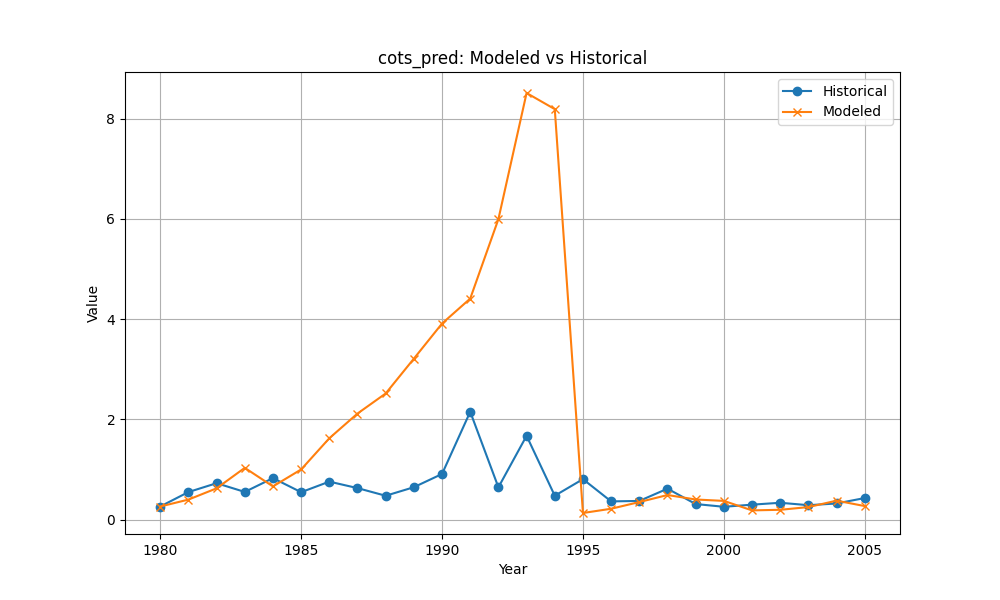 cots_pred: Modeled vs Historical
Historical
Modeled
8
6
4
2
0
Value
1980
1985
1990
1995
2000
2005
Year